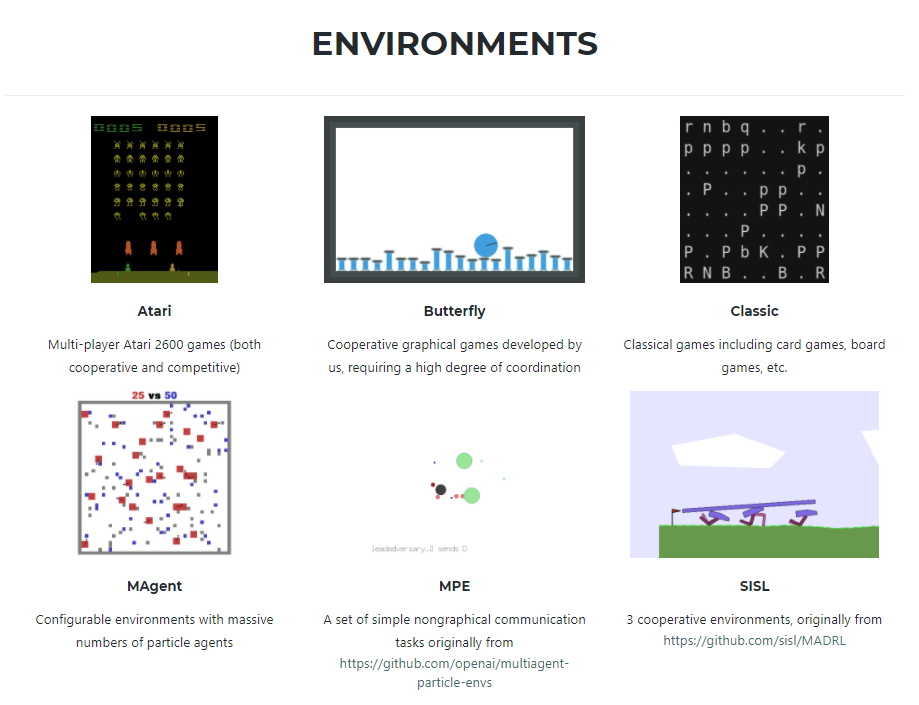 ENVIRONMENTS
0005 0005
Atari
Multi-player Atari 2600 games (both
cooperative and competitive)
Butterfly
Cooperative graphical games developed by
us, requiring a high degree of coordination
r n b q . . r .
p p p p . . k p
. . . . . . p .
. P . . p p . .
. . . . P P . N
. . . P . . . .
P . P b K . P P
R N B . . B . R
Classic
Classical games including card games, board
games, etc.
25 vs 50
MAgent
Configurable environments with massive
numbers of particle agents
leadadversary_0 sends D
MPE
A set of simple nongraphical communication
tasks originally from
https://github.com/openai/multiagent-
particle-envs
SISL
3 cooperative environments, originally from
https://github.com/sisl/MADRL